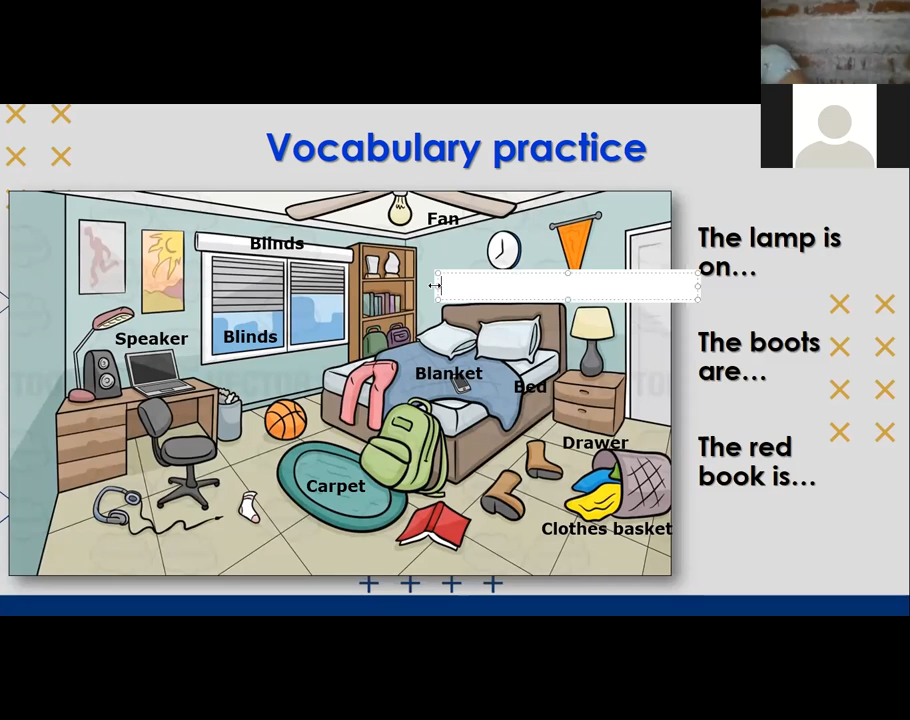 Vocabulary practice
Fan
Blinds
The lamp is
on…
Speaker
Blinds
The boots
are…
Blanket
Bed
Drawer
The red
book is…
Carpet
Clothes basket